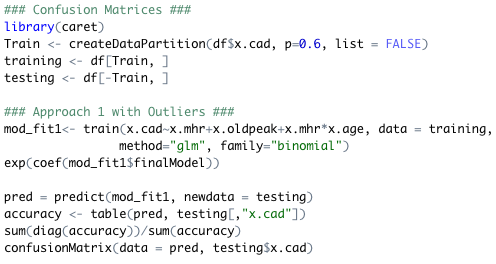 ### Confusion Matrices ###
library(caret)
Train <- createDataPartition(df$x.cad, p=0.6, list = FALSE)
training <- df[Train, ]
testing <- df[-Train, ]

### Approach 1 with Outliers ###
mod_fit1<- train(x.cad~x.mhr+x.oldpeak+x.mhr*x.age, data = training,
                method="glm", family="binomial")
exp(coef(mod_fit1$finalModel))

pred = predict(mod_fit1, newdata = testing)
accuracy <- table(pred, testing[,"x.cad"])
sum(diag(accuracy))/sum(accuracy)
confusionMatrix(data = pred, testing$x.cad)